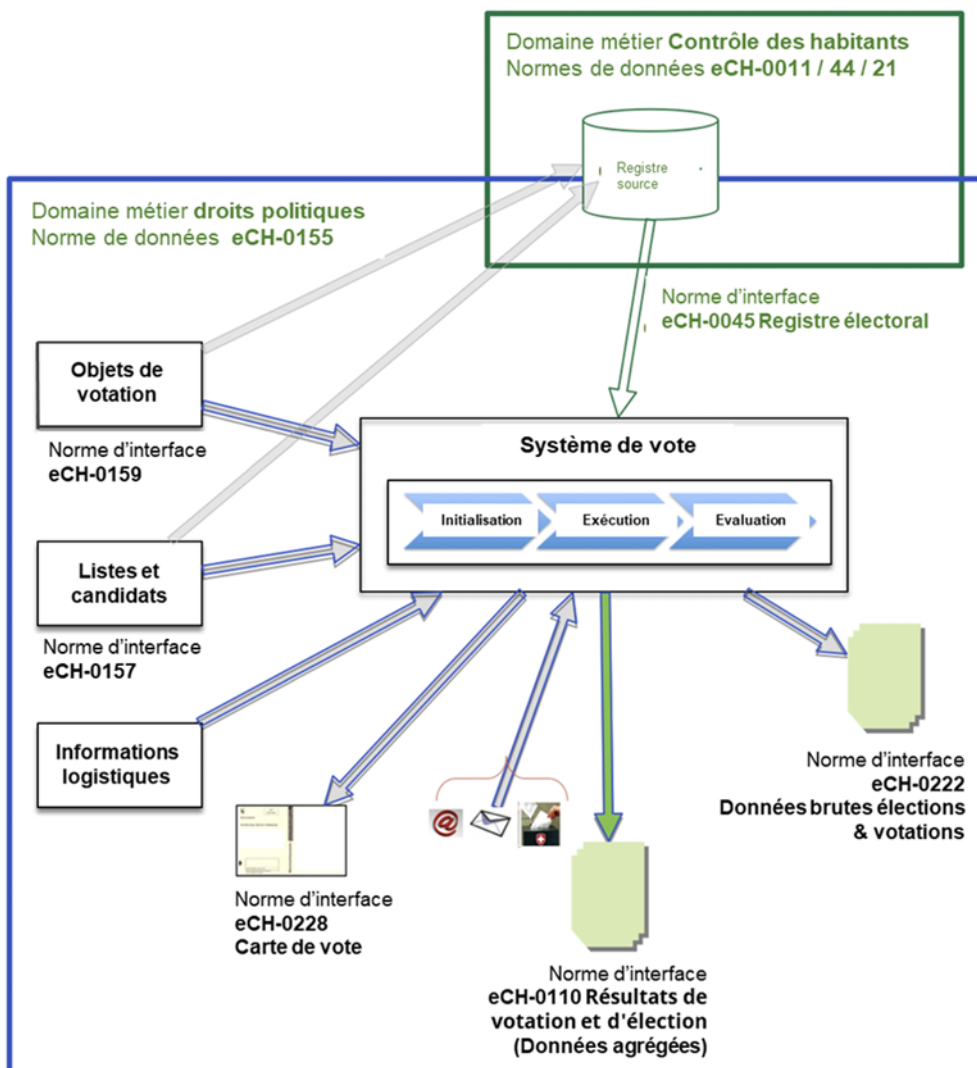 Domaine métier Contrôle des habitants
Normes de données eCH-0011 / 44 / 21
Registre
source
Domaine métier droits politiques
Norme de données eCH-0155
Norme d'interface
eCH-0045 Registre électoral
Objets de
votation
Norme d'interface
eCH-0159
Système de vote
Initialisation
Exécution
Evaluation
Listes et
candidats
Norme d'interface
eCH-0157
Informations
logistiques
Norme d'interface
eCH-0222
Données brutes élections
& votations
@
Norme d'interface
eCH-0228
Carte de vote
Norme d'interface
eCH-0110 Résultats de
votation et d'élection
(Données agrégées)